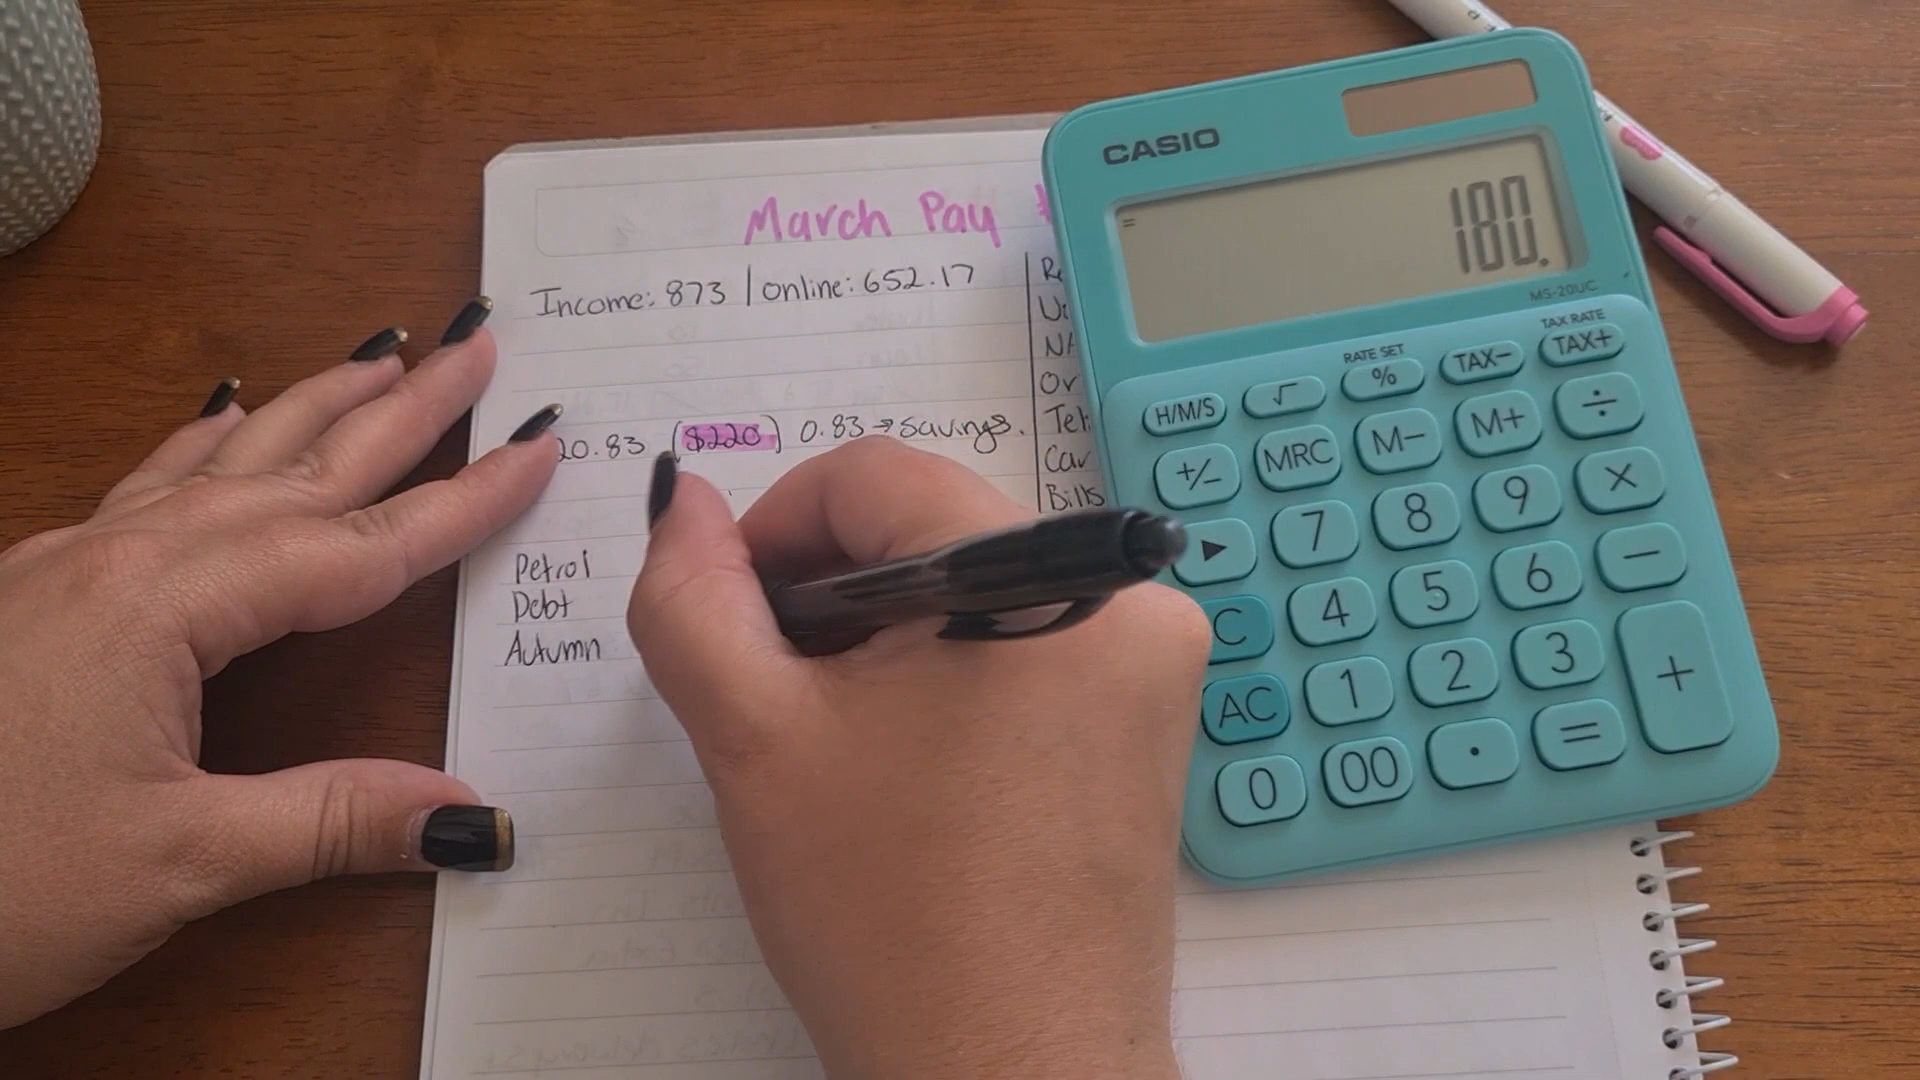 March Pay
Income: 873 | online: 652.17
20.83 ($220) 0.83 → Savings.
Petrol
Debt
Autumn
Car
Bills
CASIO
=
180.
MS-20UC
TAX RATE
RATE SET
H/M/S √ % TAX− TAX+
+/− MRC M− M+ ÷
▶ 7 8 9 ×
C 4 5 6 −
AC 1 2 3 +
0 00 . =